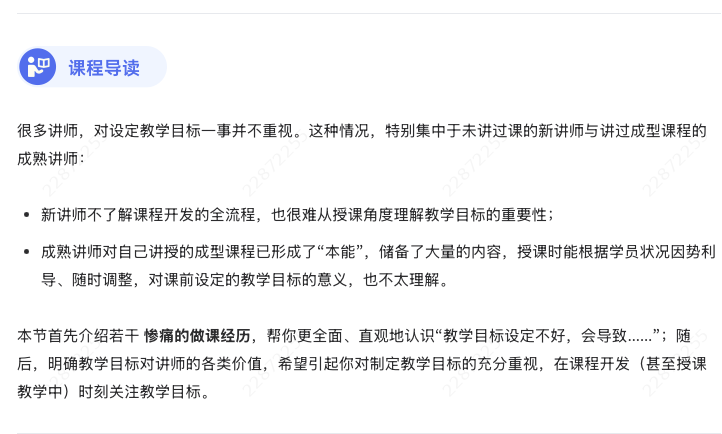 课程导读
很多讲师，对设定教学目标一事并不重视。这种情况，特别集中于未讲过课的新讲师与讲过成型课程的
成熟讲师：
• 新讲师不了解课程开发的全流程，也很难从授课角度理解教学目标的重要性；
• 成熟讲师对自己讲授的成型课程已形成了“本能”，储备了大量的内容，授课时能根据学员状况因势利
导、随时调整，对课前设定的教学目标的意义，也不太理解。
本节首先介绍若干 惨痛的做课经历，帮你更全面、直观地认识“教学目标设定不好，会导致......”；随
后，明确教学目标对讲师的各类价值，希望引起你对制定教学目标的充分重视，在课程开发（甚至授课
教学中）时刻关注教学目标。